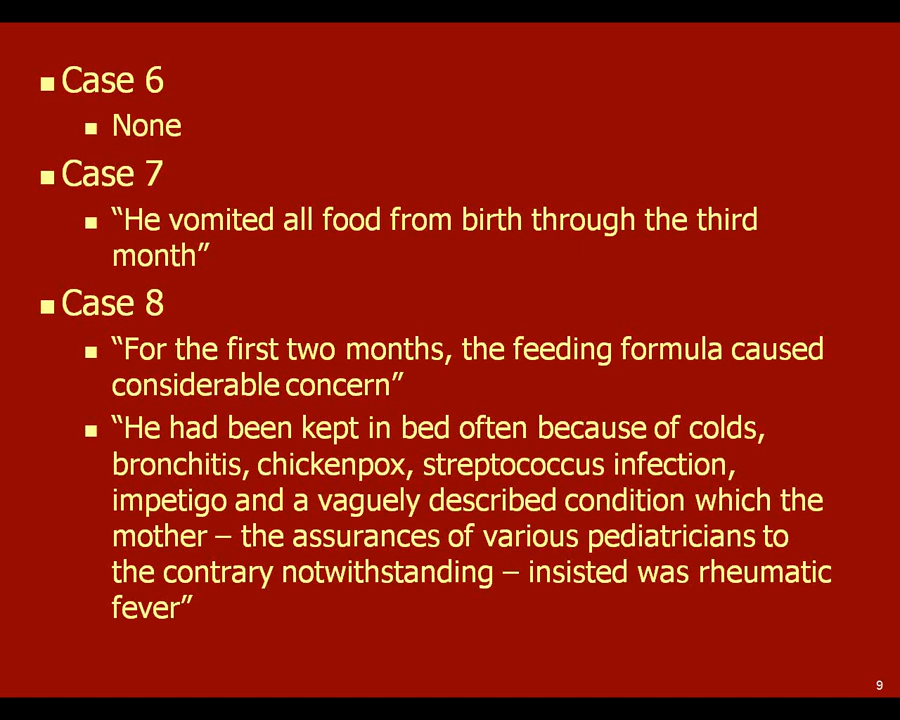 Case 6
None
Case 7
“He vomited all food from birth through the third
month”
Case 8
“For the first two months, the feeding formula caused
considerable concern”
“He had been kept in bed often because of colds,
bronchitis, chickenpox, streptococcus infection,
impetigo and a vaguely described condition which the
mother – the assurances of various pediatricians to
the contrary notwithstanding – insisted was rheumatic
fever”
9